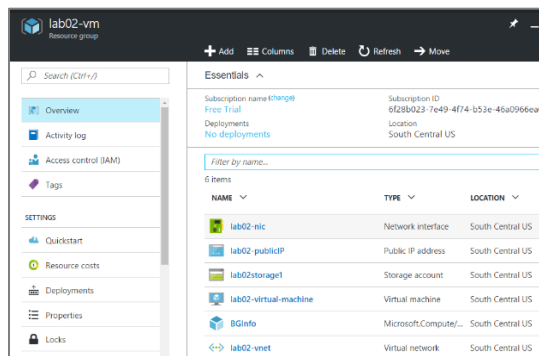 lab02-vm
Resource group
Add Columns Delete Refresh Move
Search (Ctrl+/)
Overview
Activity log
Access control (IAM)
Tags
SETTINGS
Quickstart
Resource costs
Deployments
Properties
Locks
Essentials
Subscription name (change) Subscription ID
Free Trial 6f28b023-7e49-4f74-b53e-46a0966ea
Deployments Location
No deployments South Central US
Filter by name...
6 items
NAME TYPE LOCATION
lab02-nic Network interface South Central US
lab02-publicIP Public IP address South Central US
lab02storage1 Storage account South Central US
lab02-virtual-machine Virtual machine South Central US
BGInfo Microsoft.Compute/... South Central US
lab02-vnet Virtual network South Central US